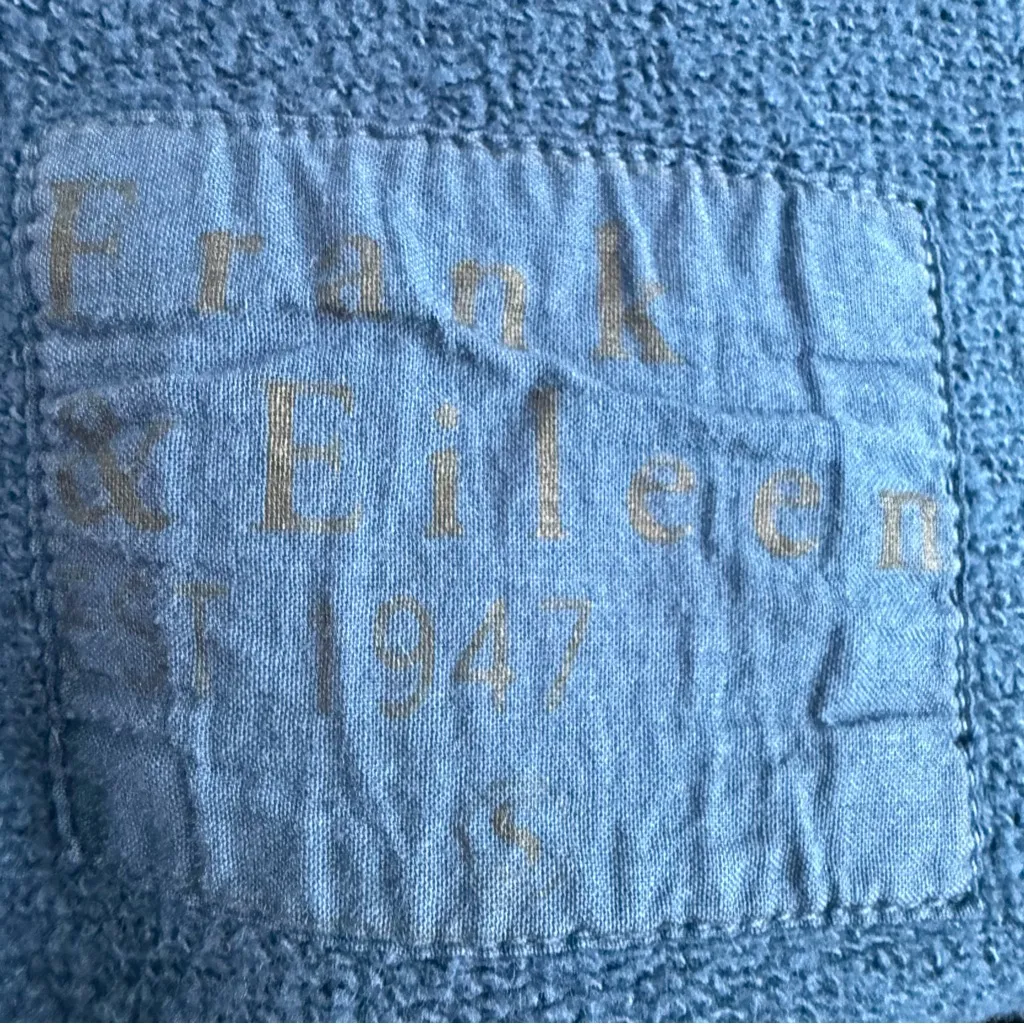 Frank
& Eileen
EST 1947
S